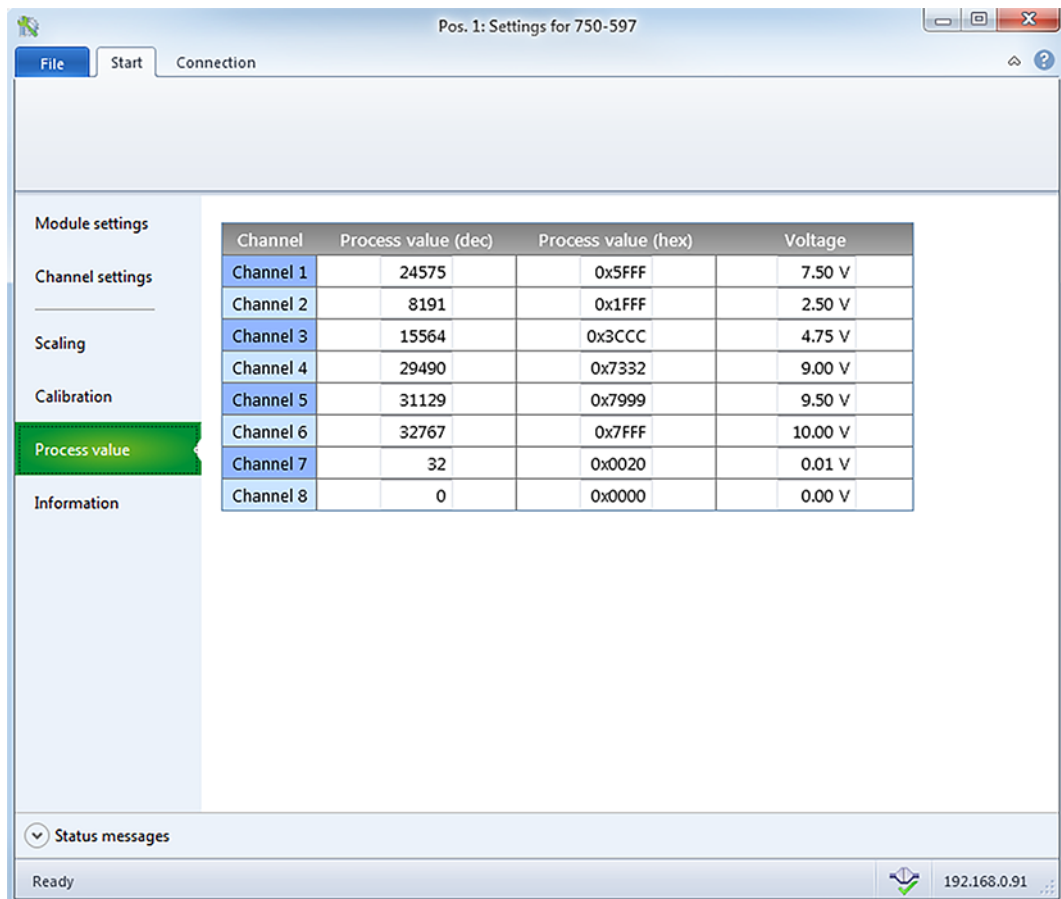 Pos. 1: Settings for 750-597
File Start Connection
Module settings
Channel settings
Scaling
Calibration
Process value
Information
Channel Process value (dec) Process value (hex) Voltage
Channel 1 24575 0x5FFF 7.50 V
Channel 2 8191 0x1FFF 2.50 V
Channel 3 15564 0x3CCC 4.75 V
Channel 4 29490 0x7332 9.00 V
Channel 5 31129 0x7999 9.50 V
Channel 6 32767 0x7FFF 10.00 V
Channel 7 32 0x0020 0.01 V
Channel 8 0 0x0000 0.00 V
Status messages
Ready 192.168.0.91